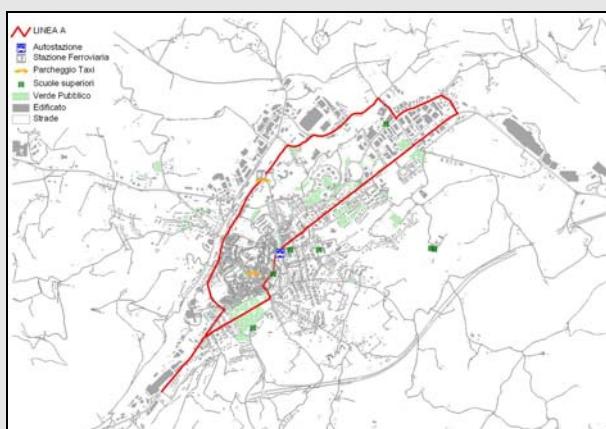 LINEA A
Autostazione
Stazione Ferroviaria
Parcheggio Taxi
Scuole superiori
Verde Pubblico
Edificato
Strade